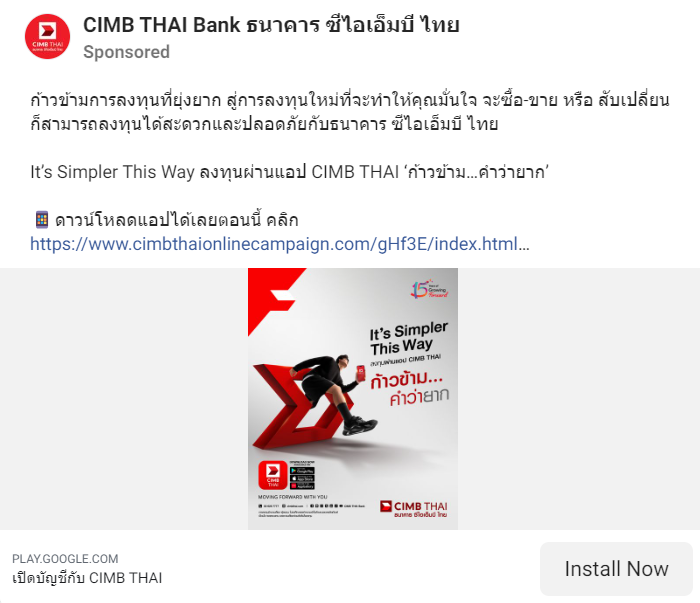 CIMB THAI Bank ธนาคาร ซีไอเอ็มบี ไทย
CIMB THAI
Sponsored
ก้าวข้ามการลงทุนที่ยุ่งยาก สู่การลงทุนใหม่ที่จะทำให้คุณมั่นใจ จะซื้อ-ขาย หรือ สับเปลี่ยน
ก็สามารถลงทุนได้สะดวกและปลอดภัยกับธนาคาร ซีไอเอ็มบี ไทย
It’s Simpler This Way ลงทุนผ่านแอป CIMB THAI ‘ก้าวข้าม...คำว่ายาก’
ดาวน์โหลดแอปได้เลยตอนนี้ คลิก
https://www.cimbthaionlinecampaign.com/gHf3E/index.html...
15
Growing
Forward
It’s Simpler
This Way
ลงทุนผ่านแอป CIMB THAI
ก้าวข้าม...
คำว่ายาก
CIMB
THAI
MOVING FORWARD WITH YOU
CIMB THAI
ธนาคาร ซีไอเอ็มบี ไทย
PLAY.GOOGLE.COM
เปิดบัญชีกับ CIMB THAI
Install Now